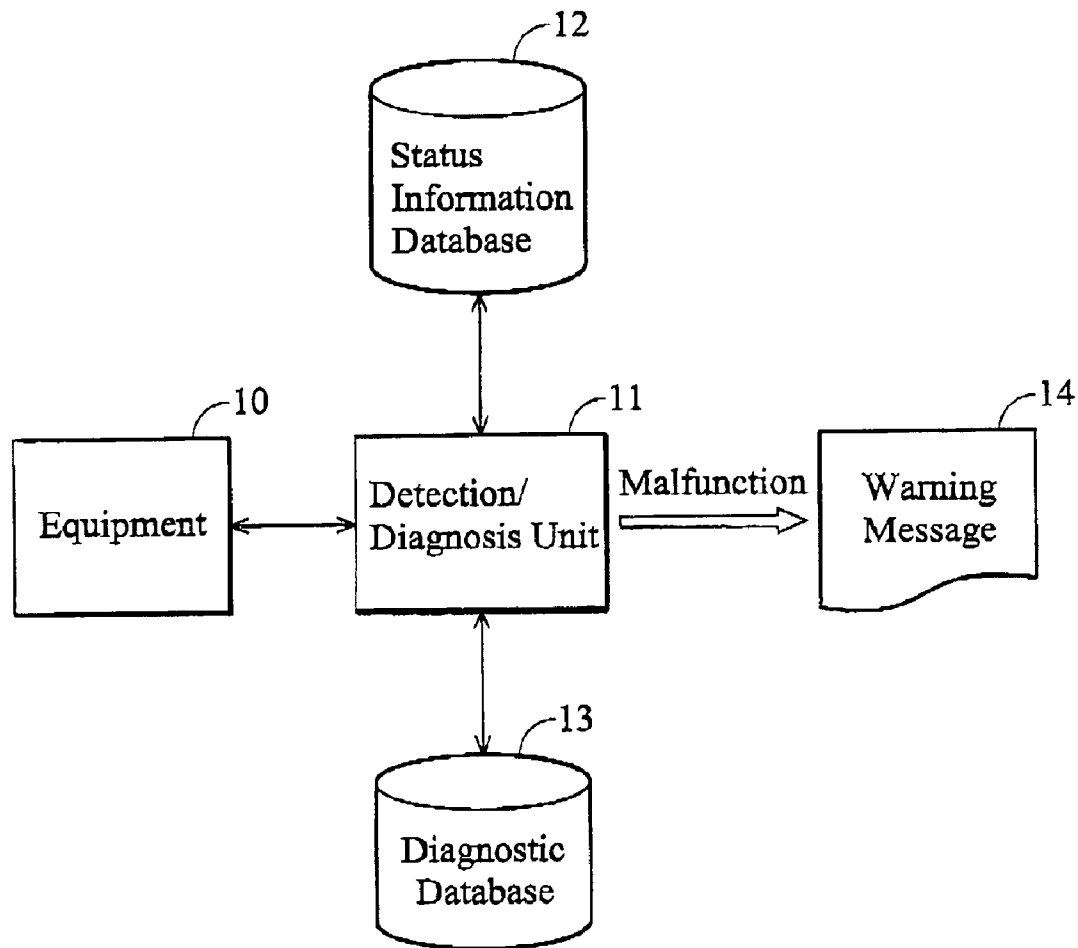 12
Status
Information
Database
10
Equipment
11
Detection/
Diagnosis Unit
Malfunction
14
Warning
Message
13
Diagnostic
Database